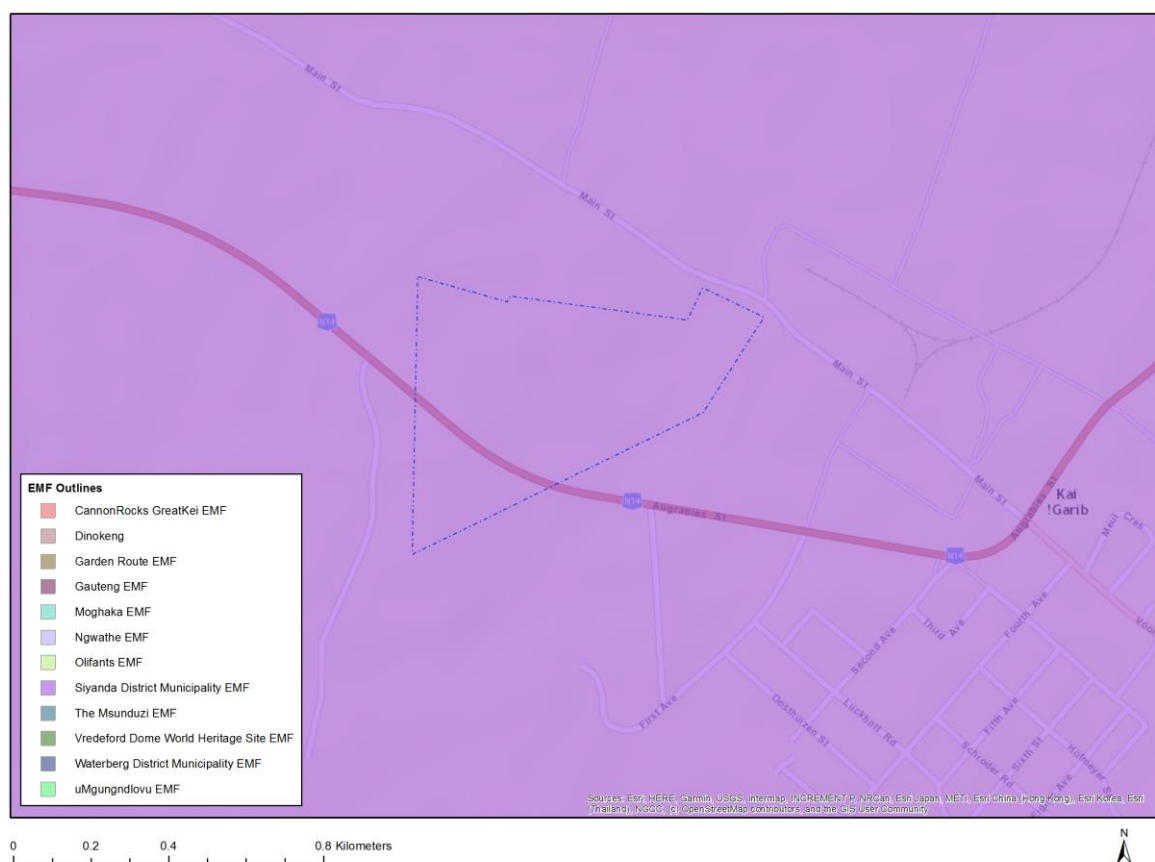 Main St
Main St
N14
Main St
N14
Augrabies St
Main St
Augrabies St
Kai
!Garib
Meul Cres
N14
Voor
Fourth Ave
Third Ave
Second Ave
First Ave
Oosthuizen St
Luckhoff Rd
Fifth Ave
Sixth St
Schroder Rd
Hofmeyer S
Ave
EMF Outlines
CannonRocks GreatKei EMF
Dinokeng
Garden Route EMF
Gauteng EMF
Moghaka EMF
Ngwathe EMF
Olifants EMF
Siyanda District Municipality EMF
The Msunduzi EMF
Vredeford Dome World Heritage Site EMF
Waterberg District Municipality EMF
uMgungndlovu EMF
Sources: Esri, HERE, Garmin, USGS, Intermap, INCREMENT P, NRCan, Esri Japan, METI, Esri China (Hong Kong), Esri Korea, Esri
(Thailand), NGCC, (c) OpenStreetMap contributors, and the GIS User Community
0 0.2 0.4 0.8 Kilometers
N